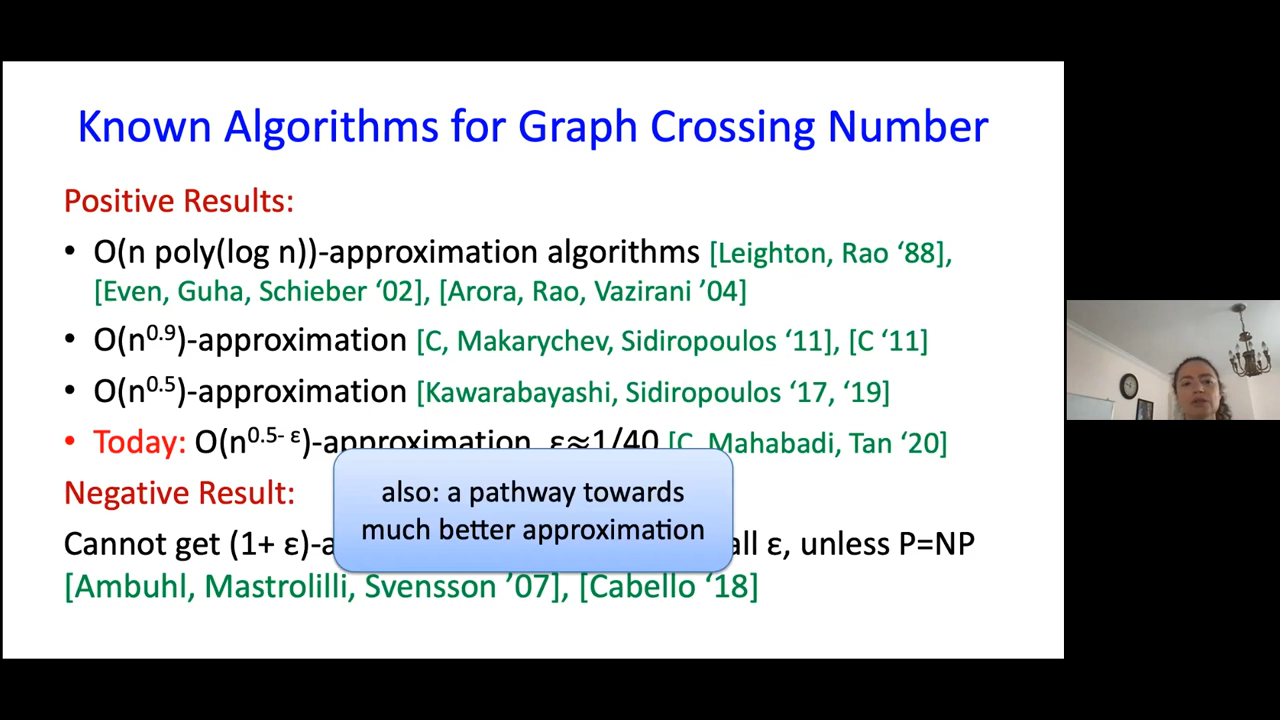 Known Algorithms for Graph Crossing Number
Positive Results:
• O(n poly(log n))-approximation algorithms [Leighton, Rao ‘88],
[Even, Guha, Schieber ‘02], [Arora, Rao, Vazirani ’04]
• O(n^0.9)-approximation [C, Makarychev, Sidiropoulos ‘11], [C ‘11]
• O(n^0.5)-approximation [Kawarabayashi, Sidiropoulos ‘17, ‘19]
• Today: O(n^0.5- ε)-approximation, ε≈1/40 [C, Mahabadi, Tan ‘20]
Negative Result:
also: a pathway towards
much better approximation
Cannot get (1+ ε)-a all ε, unless P=NP
[Ambuhl, Mastrolilli, Svensson ’07], [Cabello ‘18]